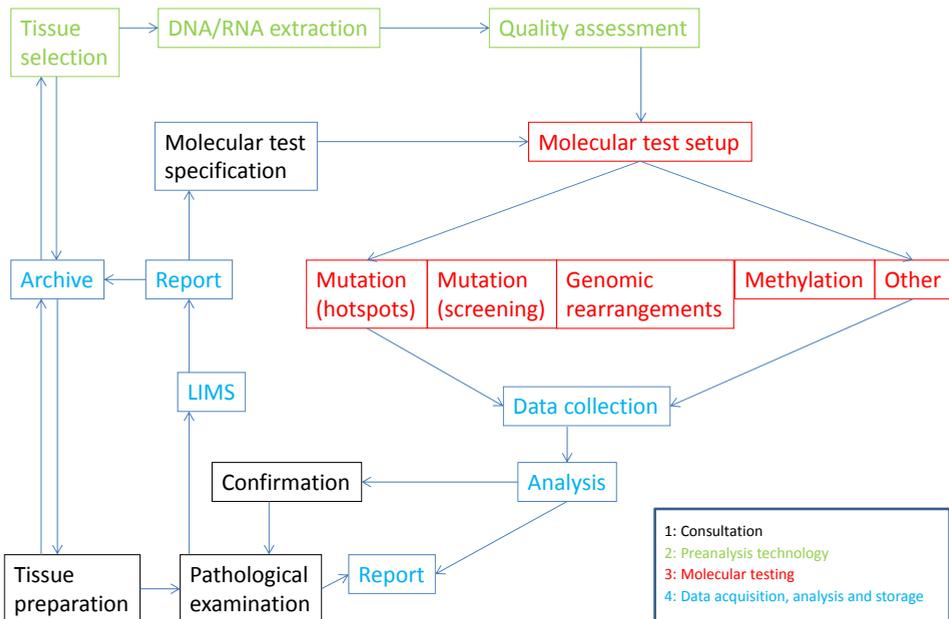 Tissue
selection
DNA/RNA extraction
Quality assessment
Molecular test
specification
Molecular test setup
Archive
Report
Mutation
(hotspots)
Mutation
(screening)
Genomic
rearrangements
Methylation
Other
LIMS
Data collection
Confirmation
Analysis
Tissue
preparation
Pathological
examination
Report
1: Consultation
2: Preanalysis technology
3: Molecular testing
4: Data acquisition, analysis and storage